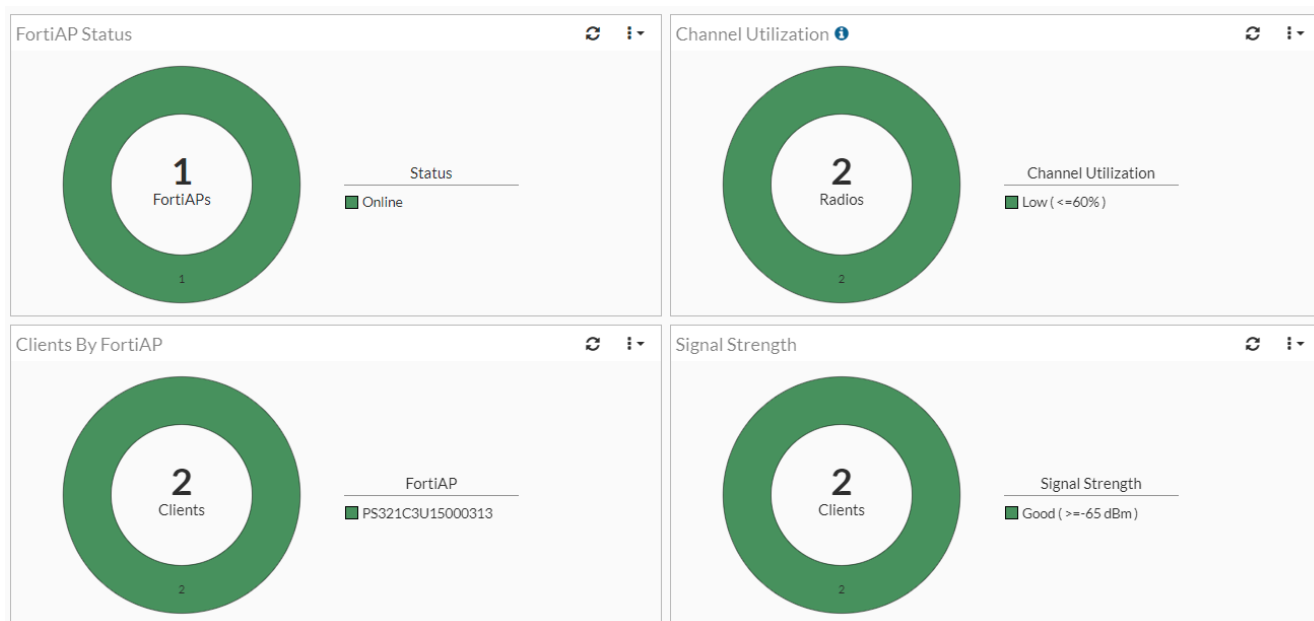 FortiAP Status
1
FortiAPs
1
Status
Online
Channel Utilization
2
Radios
2
Channel Utilization
Low ( <=60% )
Clients By FortiAP
2
Clients
2
FortiAP
PS321C3U15000313
Signal Strength
2
Clients
2
Signal Strength
Good ( >=-65 dBm )